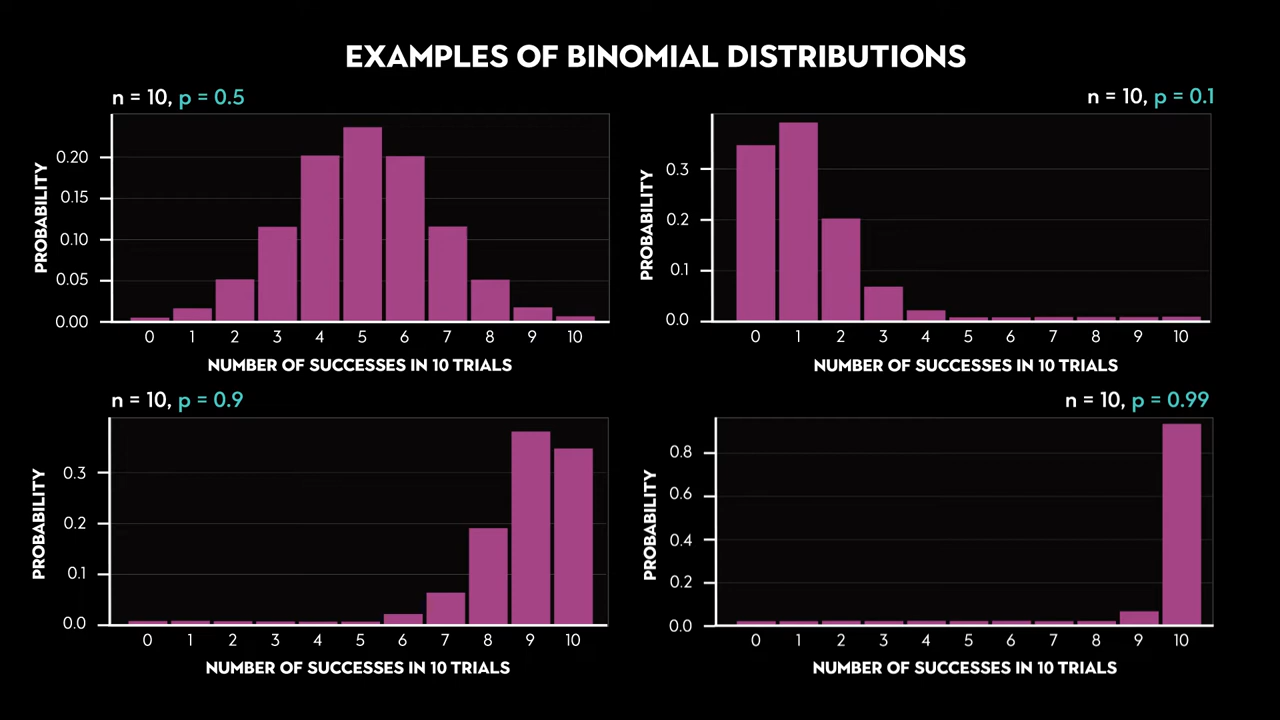 EXAMPLES OF BINOMIAL DISTRIBUTIONS
n = 10, p = 0.5
PROBABILITY
0.20
0.15
0.10
0.05
0.00
0 1 2 3 4 5 6 7 8 9 10
NUMBER OF SUCCESSES IN 10 TRIALS
n = 10, p = 0.1
PROBABILITY
0.3
0.2
0.1
0.0
0 1 2 3 4 5 6 7 8 9 10
NUMBER OF SUCCESSES IN 10 TRIALS
n = 10, p = 0.9
PROBABILITY
0.3
0.2
0.1
0.0
0 1 2 3 4 5 6 7 8 9 10
NUMBER OF SUCCESSES IN 10 TRIALS
n = 10, p = 0.99
PROBABILITY
0.8
0.6
0.4
0.2
0.0
0 1 2 3 4 5 6 7 8 9 10
NUMBER OF SUCCESSES IN 10 TRIALS